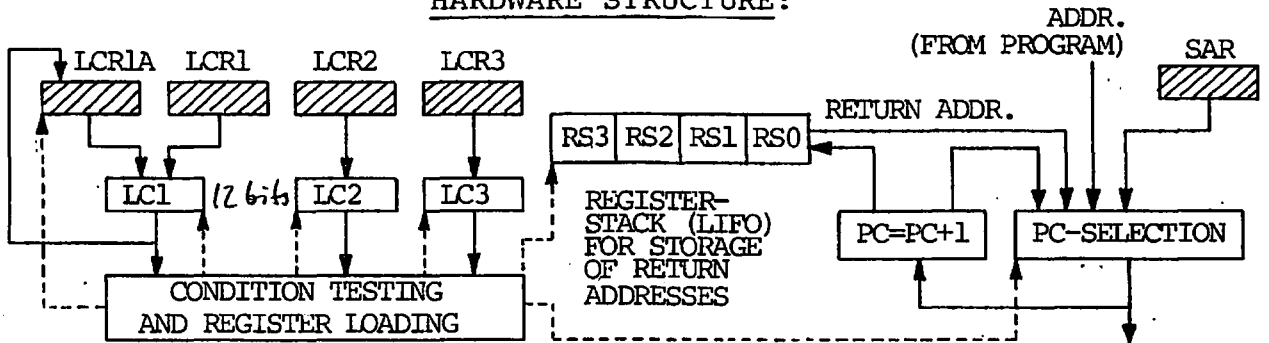 HARDWARE STRUCTURE:
ADDR.
(FROM PROGRAM)
SAR
LCR1A LCR1 LCR2 LCR3
RETURN ADDR.
RS3 RS2 RS1 RS0
LC1 12 bits LC2 LC3
REGISTER-
STACK (LIFO)
FOR STORAGE
OF RETURN
ADDRESSES
PC=PC+1 PC-SELECTION
CONDITION TESTING
AND REGISTER LOADING